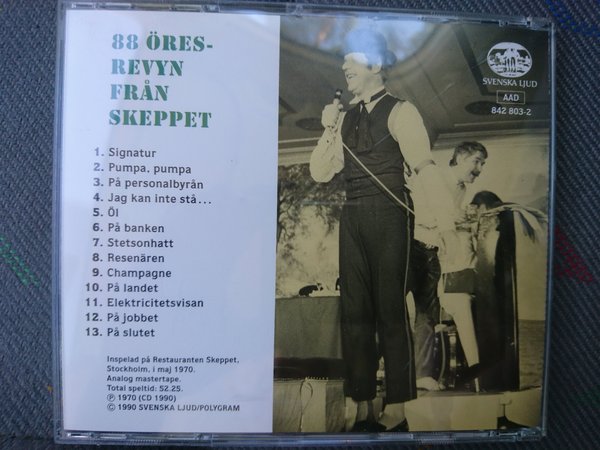 88 ÖRES-
REVYN
FRÅN
SKEPPET
1. Signatur
2. Pumpa, pumpa
3. På personalbyrån
4. Jag kan inte stå...
5. Öl
6. På banken
7. Stetsonhatt
8. Resenären
9. Champagne
10. På landet
11. Elektricitetsvisan
12. På jobbet
13. På slutet
Inspelad på Restauranten Skeppet,
Stockholm, i maj 1970.
Analog mastertape.
Total speltid: 52.25.
℗ 1970 (CD 1990)
© 1990 SVENSKA LJUD/POLYGRAM
SVENSKA LJUD
AAD
842 803-2